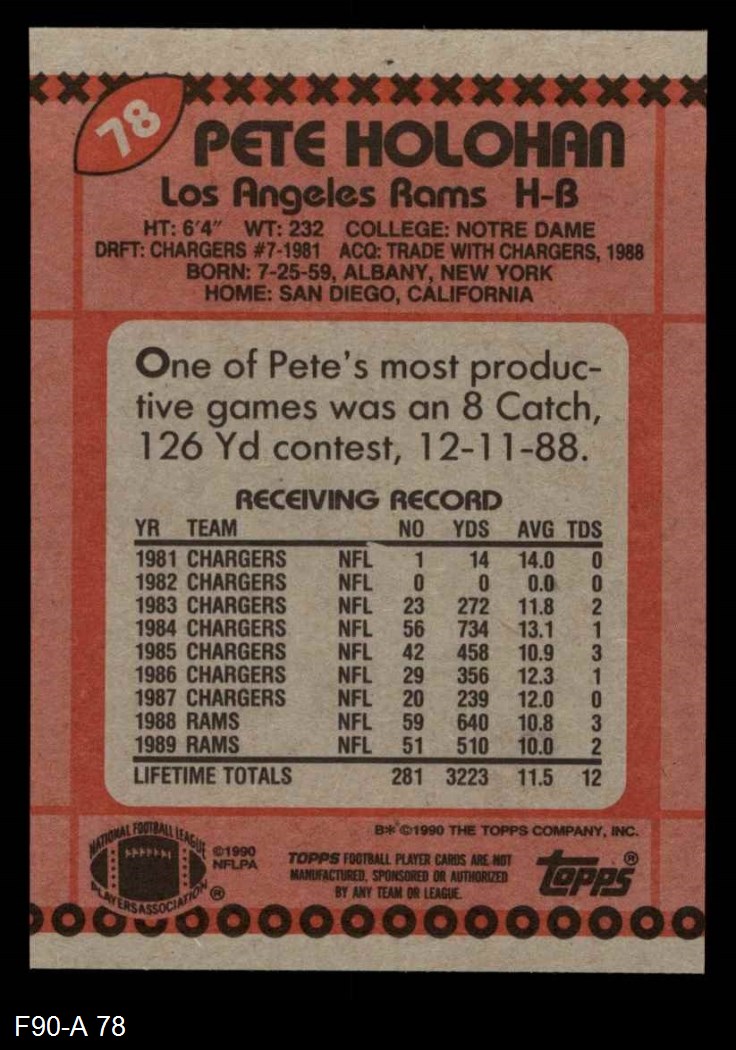 78
PETE HOLOHAN
Los Angeles Rams H-B
HT: 6'4" WT: 232 COLLEGE: NOTRE DAME
DRFT: CHARGERS #7-1981 ACQ: TRADE WITH CHARGERS, 1988
BORN: 7-25-59, ALBANY, NEW YORK
HOME: SAN DIEGO, CALIFORNIA
One of Pete's most produc-
tive games was an 8 Catch,
126 Yd contest, 12-11-88.
RECEIVING RECORD
YR TEAM NO YDS AVG TDS
1981 CHARGERS NFL 1 14 14.0 0
1982 CHARGERS NFL 0 0 0.0 0
1983 CHARGERS NFL 23 272 11.8 2
1984 CHARGERS NFL 56 734 13.1 1
1985 CHARGERS NFL 42 458 10.9 3
1986 CHARGERS NFL 29 356 12.3 1
1987 CHARGERS NFL 20 239 12.0 0
1988 RAMS NFL 59 640 10.8 3
1989 RAMS NFL 51 510 10.0 2
LIFETIME TOTALS 281 3223 11.5 12
B* ©1990 THE TOPPS COMPANY, INC.
NATIONAL FOOTBALL LEAGUE
PLAYERS ASSOCIATION ®
©1990
NFLPA
TOPPS FOOTBALL PLAYER CARDS ARE NOT
MANUFACTURED, SPONSORED OR AUTHORIZED
BY ANY TEAM OR LEAGUE.
topps®
F90-A 78